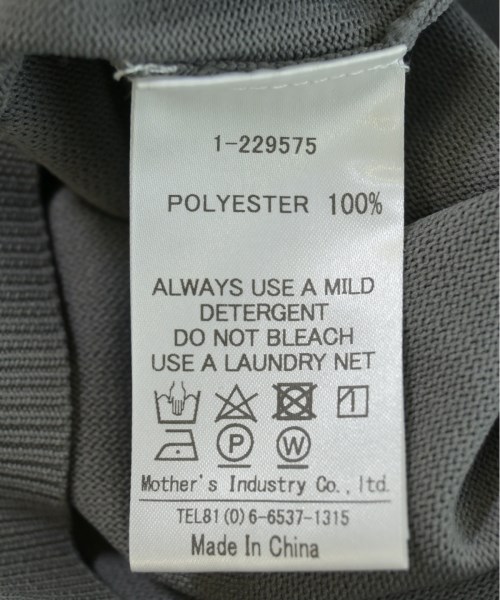 1-229575
POLYESTER 100%
ALWAYS USE A MILD
DETERGENT
DO NOT BLEACH
USE A LAUNDRY NET
P W
Mother's Industry Co.,ltd.
TEL81(0)6-6537-1315
Made In China